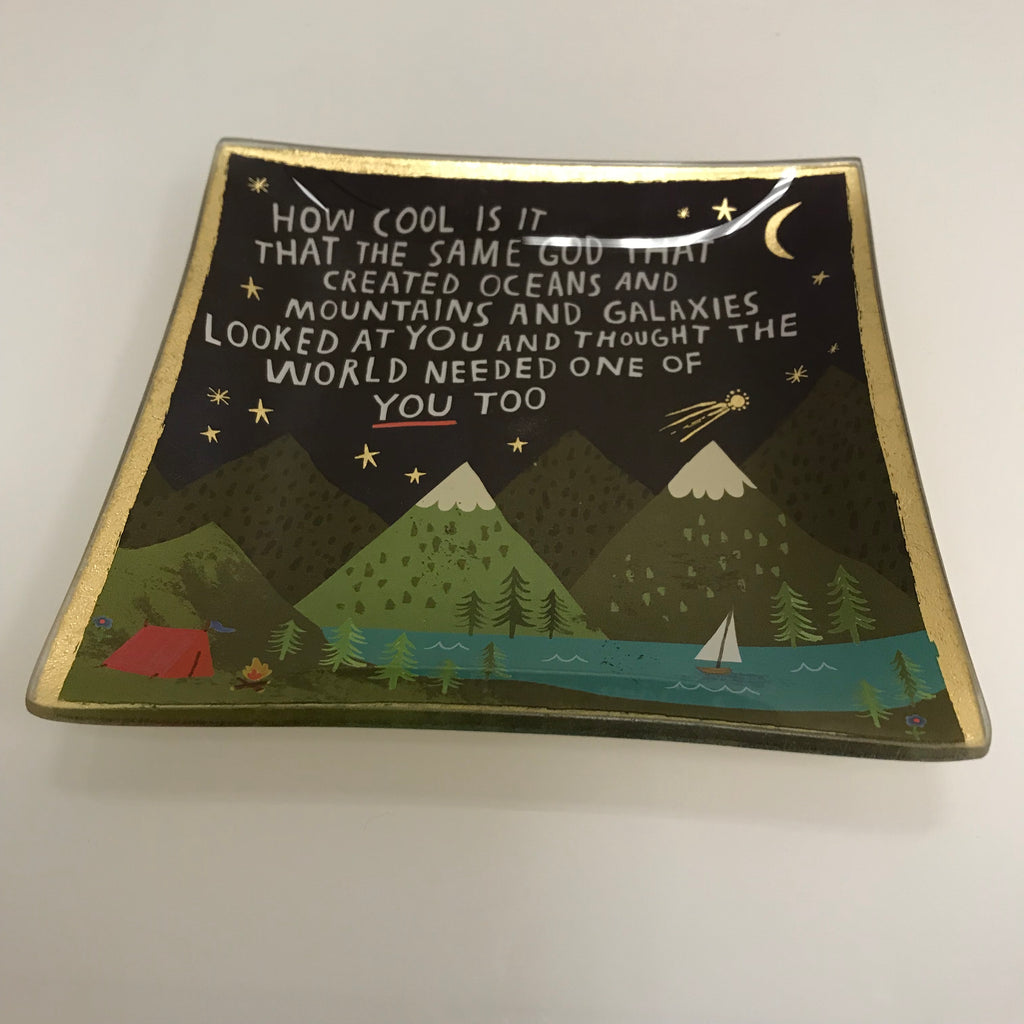 HOW COOL IS IT
THAT THE SAME GOD THAT
CREATED OCEANS AND
MOUNTAINS AND GALAXIES
LOOKED AT YOU AND THOUGHT THE
WORLD NEEDED ONE OF
YOU TOO